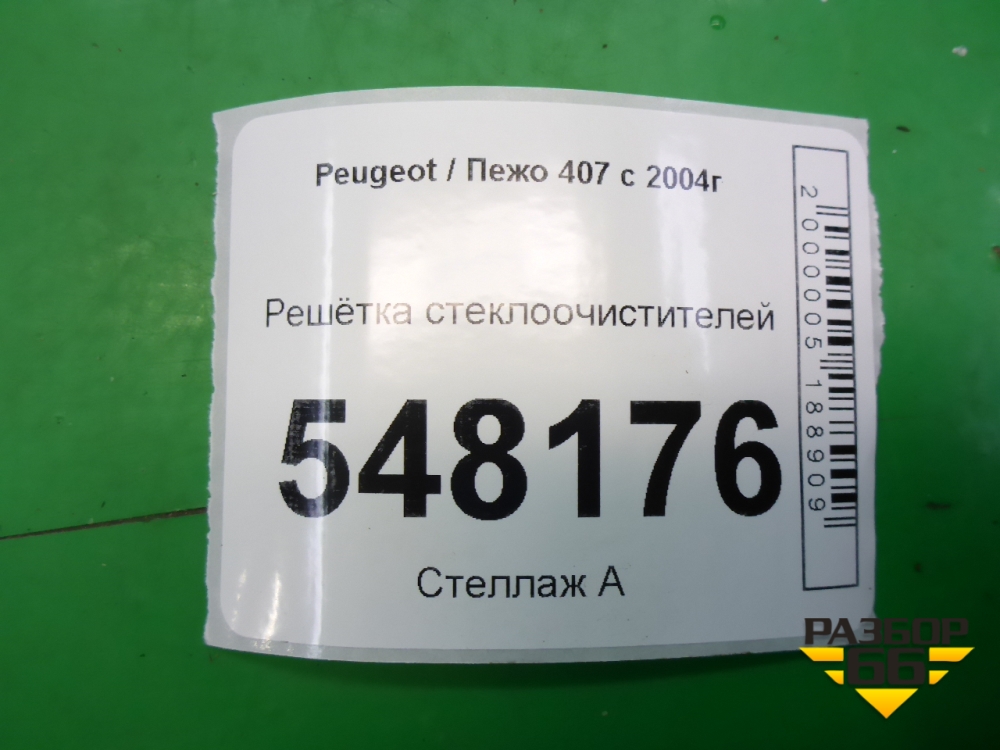 Peugeot / Пежо 407 с 2004г
Решётка стеклоочистителей
548176
Стеллаж А
2000005188909
РАЗБОР
66